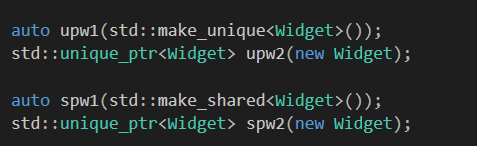 auto upw1(std::make_unique<Widget>());
std::unique_ptr<Widget> upw2(new Widget);
auto spw1(std::make_shared<Widget>());
std::unique_ptr<Widget> spw2(new Widget);